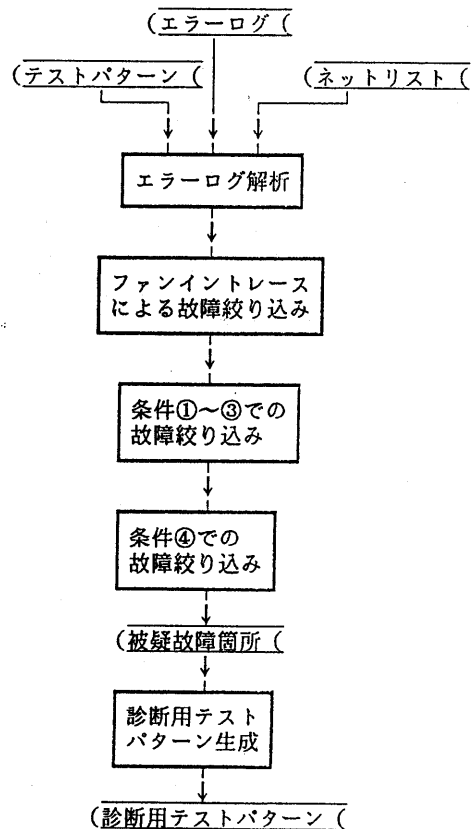 エラーログ
テストパターン
ネットリスト
エラーログ解析
ファンイントレース
による故障絞り込み
条件①～③での
故障絞り込み
条件④での
故障絞り込み
被疑故障箇所
診断用テスト
パターン生成
診断用テストパターン